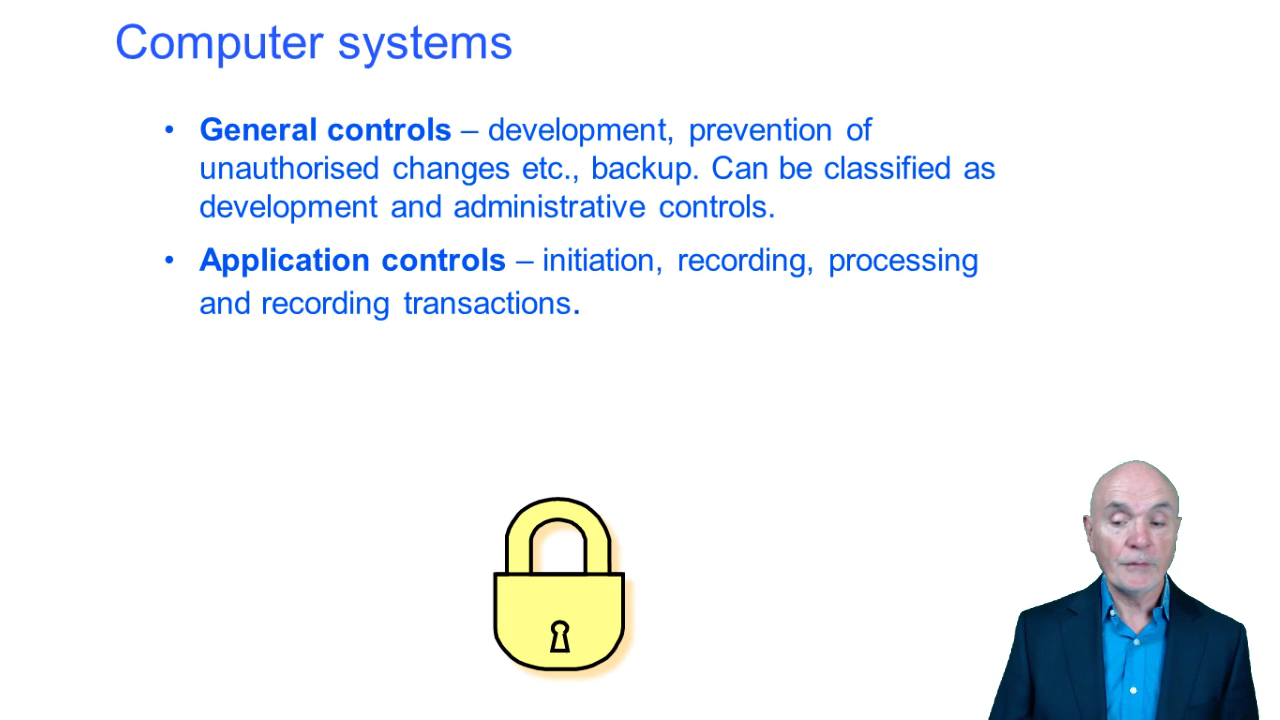 Computer systems
• General controls – development, prevention of
unauthorised changes etc., backup. Can be classified as
development and administrative controls.
• Application controls – initiation, recording, processing
and recording transactions.